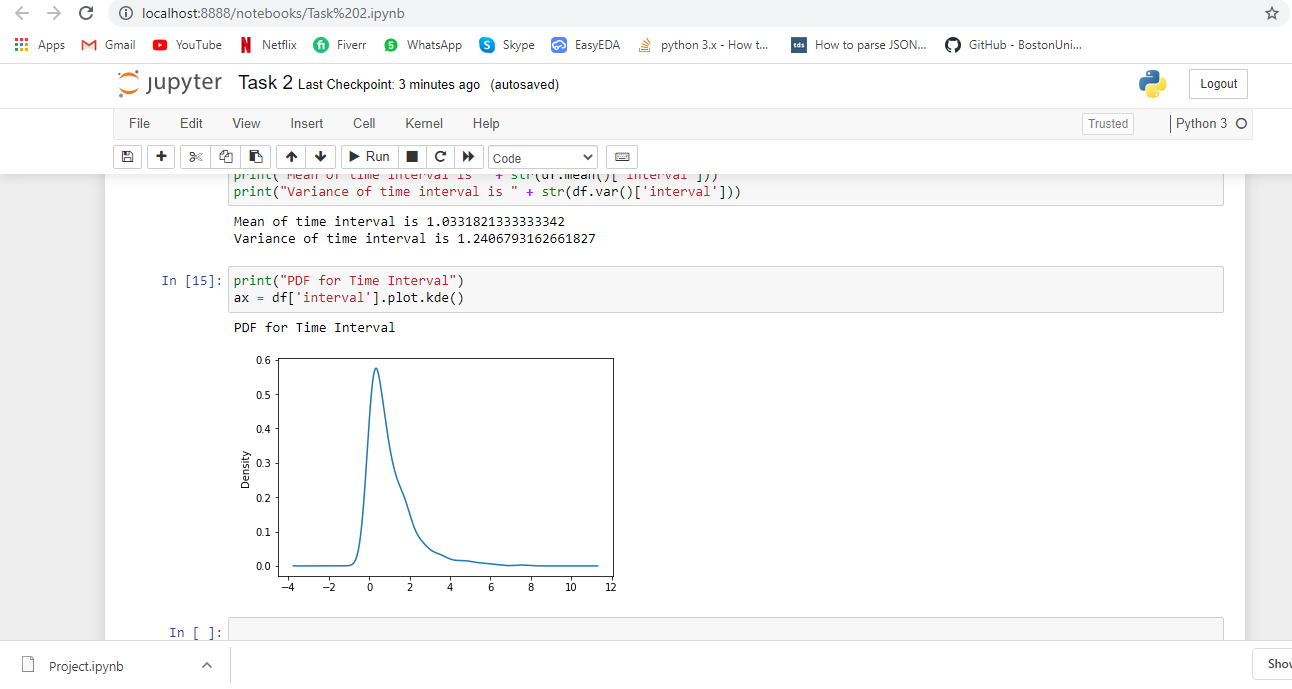 localhost:8888/notebooks/Task%202.ipynb
Apps Gmail YouTube Netflix Fiverr WhatsApp Skype EasyEDA python 3.x - How t... tds How to parse JSON... GitHub - BostonUni...
jupyter Task 2 Last Checkpoint: 3 minutes ago (autosaved) Logout
File Edit View Insert Cell Kernel Help Trusted Python 3
Run Code
print("Mean of time interval is " + str(df.mean()['interval']))
print("Variance of time interval is " + str(df.var()['interval']))
Mean of time interval is 1.0331821333333342
Variance of time interval is 1.2406793162661827
In [15]: print("PDF for Time Interval")
ax = df['interval'].plot.kde()
PDF for Time Interval
0.6
0.5
0.4
0.3
0.2
0.1
0.0
Density
−4 −2 0 2 4 6 8 10 12
In [ ]:
Project.ipynb Show